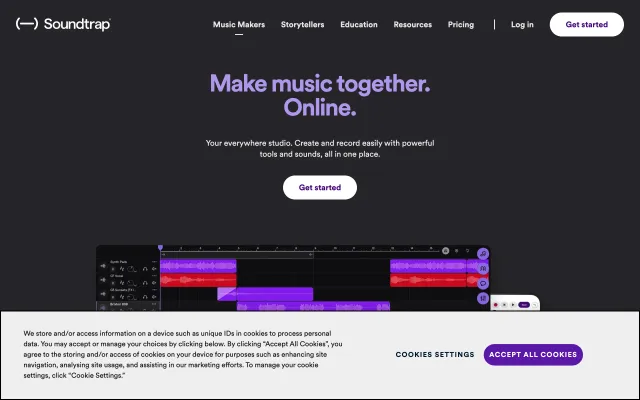 Soundtrap
Music Makers
Storytellers
Education
Resources
Pricing
Log in
Get started
Make music together.
Online.
Your everywhere studio. Create and record easily with powerful
tools and sounds, all in one place.
Get started
We store and/or access information on a device such as unique IDs in cookies to process personal
data. You may accept or manage your choices by clicking below. By clicking "Accept All Cookies", you
agree to the storing and/or access of cookies on your device for purposes such as enhancing site
navigation, analysing site usage, and assisting in our marketing efforts. To manage your cookie
settings, click "Cookie Settings."
COOKIES SETTINGS
ACCEPT ALL COOKIES